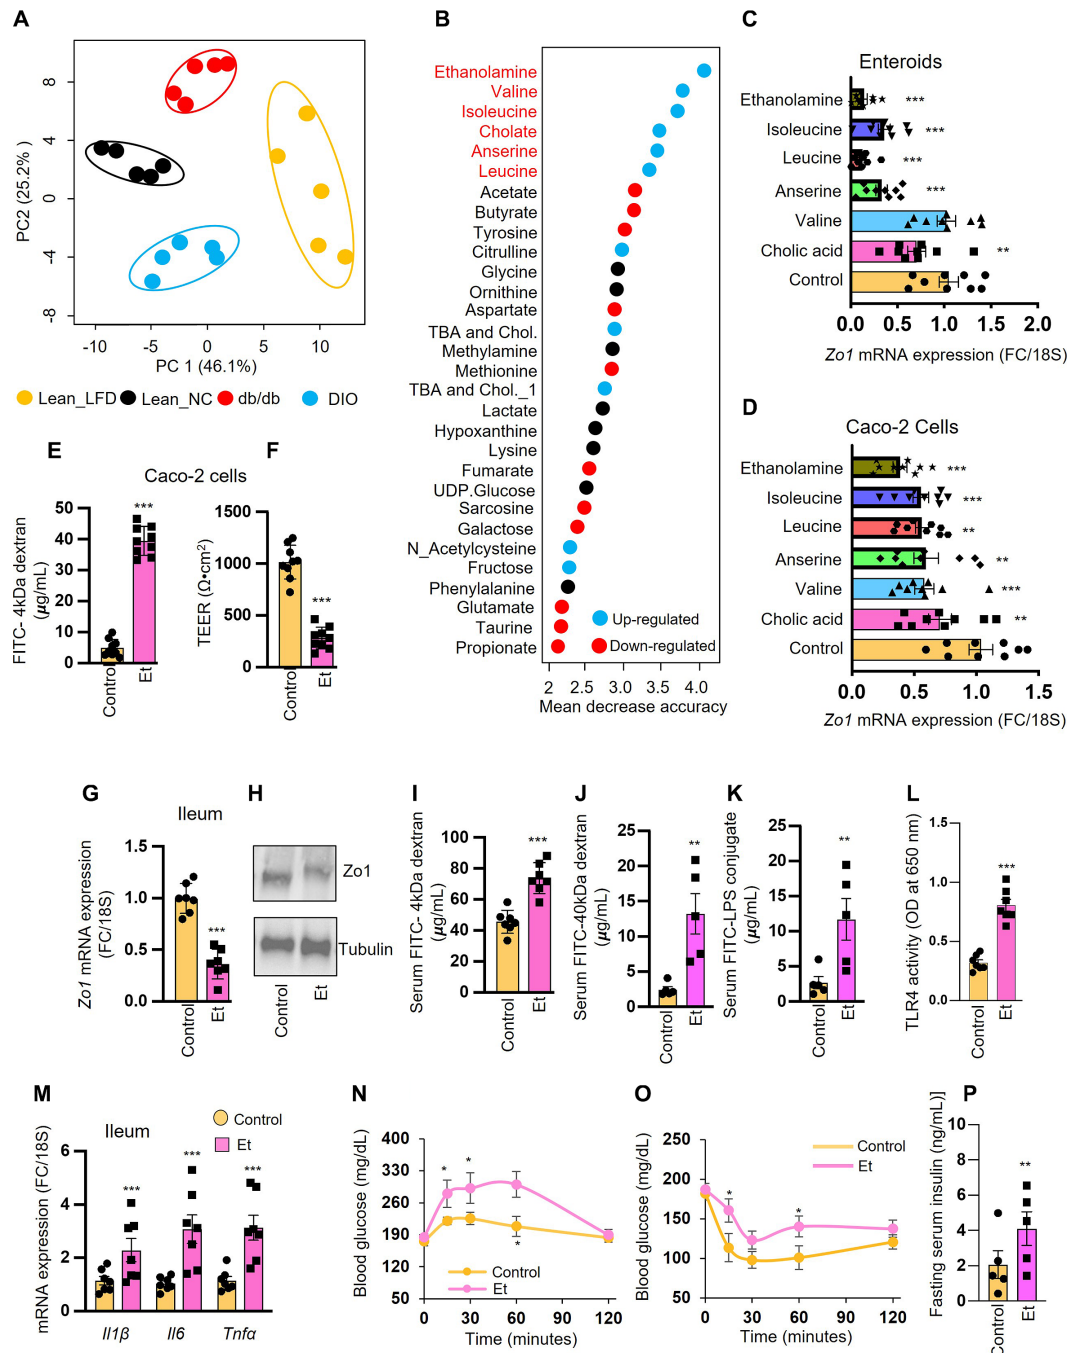 A
PC2 (25.2%)
8
4
0
-4
-8
-10
-5
0
5
10
PC 1 (46.1%)
Lean_LFD
Lean_NC
db/db
DIO
B
Ethanolamine
Valine
Isoleucine
Cholate
Anserine
Leucine
Acetate
Butyrate
Tyrosine
Citrulline
Glycine
Ornithine
Aspartate
TBA and Chol.
Methylamine
Methionine
TBA and Chol._1
Lactate
Hypoxanthine
Lysine
Fumarate
UDP.Glucose
Sarcosine
Galactose
N_Acetylcysteine
Fructose
Phenylalanine
Glutamate
Taurine
Propionate
Up-regulated
Down-regulated
2
2.5
3.0
3.5
4.0
Mean decrease accuracy
C
Enteroids
Ethanolamine
***
Isoleucine
***
Leucine
***
Anserine
***
Valine
Cholic acid
**
Control
0.0
0.5
1.0
1.5
2.0
Zo1 mRNA expression (FC/18S)
D
Caco-2 Cells
Ethanolamine
***
Isoleucine
***
Leucine
**
Anserine
**
Valine
***
Cholic acid
**
Control
0.0
0.5
1.0
1.5
Zo1 mRNA expression (FC/18S)
E
F
Caco-2 cells
FITC- 4kDa dextran
(µg/mL)
50
40
30
20
10
0
***
Control
Et
TEER (Ω•cm²)
1500
1000
500
0
***
Control
Et
G
Ileum
Zo1 mRNA expression
(FC/18S)
1.5
1.0
0.5
0.0
***
Control
Et
H
Zo1
Tubulin
Control
Et
I
Serum FITC- 4kDa dextran
(µg/mL)
100
80
60
40
20
0
***
Control
Et
J
Serum FITC-40kDa dextran
(µg/mL)
25
20
15
10
5
0
**
Control
Et
K
Serum FITC-LPS conjugate
(µg/mL)
25
20
15
10
5
0
**
Control
Et
L
TLR4 activity (OD at 650 nm)
1.5
1.0
0.5
0.0
***
Control
Et
M
Ileum
Control
Et
mRNA expression (FC/18S)
6
4
2
0
***
***
***
Il1β
Il6
Tnfα
N
Blood glucose (mg/dL)
400
330
260
190
120
50
*
*
*
Control
Et
0
30
60
90
120
Time (minutes)
O
Blood glucose (mg/dL)
250
200
150
100
50
*
*
Control
Et
0
30
60
90
120
Time (minutes)
P
Fasting serum insulin (ng/mL)]
10
8
6
4
2
0
**
Control
Et